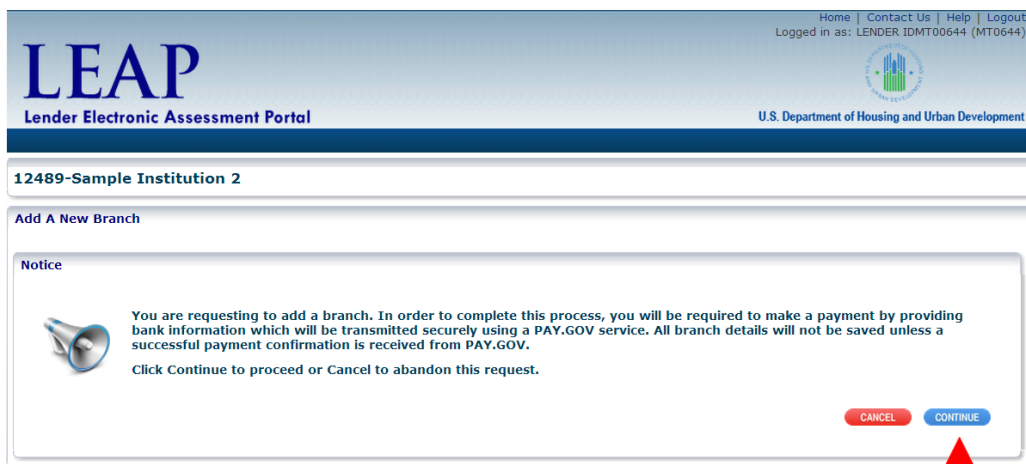 Home | Contact Us | Help | Logout
Logged in as: LENDER IDMT00644 (MT0644)
LEAP
Lender Electronic Assessment Portal
U.S. Department of Housing and Urban Development
12489-Sample Institution 2
Add A New Branch
Notice
You are requesting to add a branch. In order to complete this process, you will be required to make a payment by providing
bank information which will be transmitted securely using a PAY.GOV service. All branch details will not be saved unless a
successful payment confirmation is received from PAY.GOV.
Click Continue to proceed or Cancel to abandon this request.
CANCEL CONTINUE